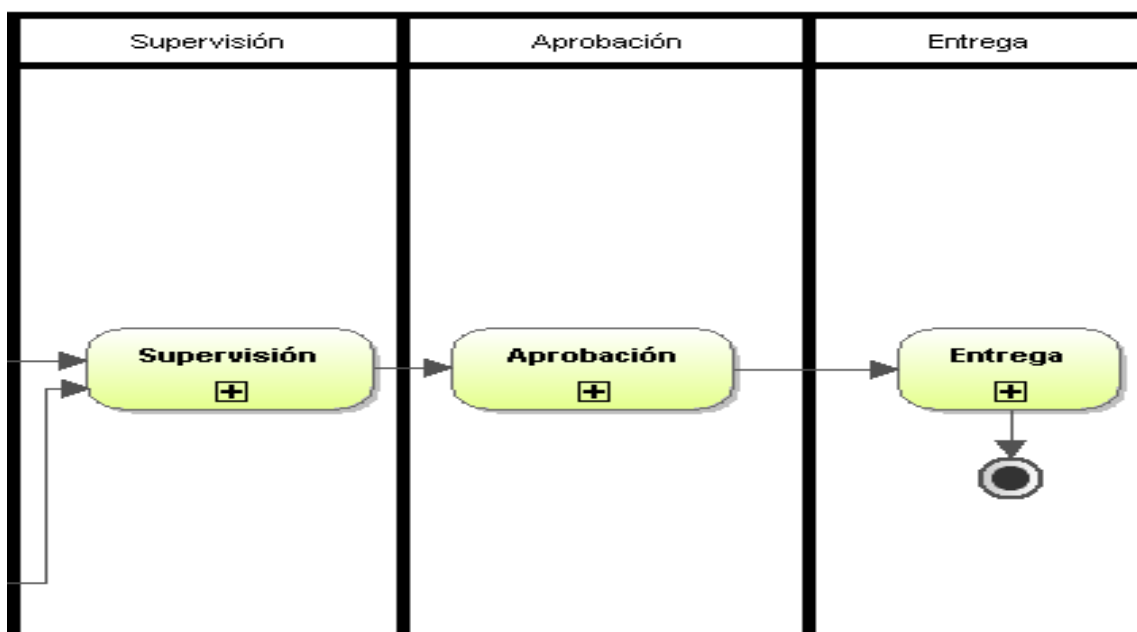 Supervisión
Aprobación
Entrega
Supervisión
Aprobación
Entrega